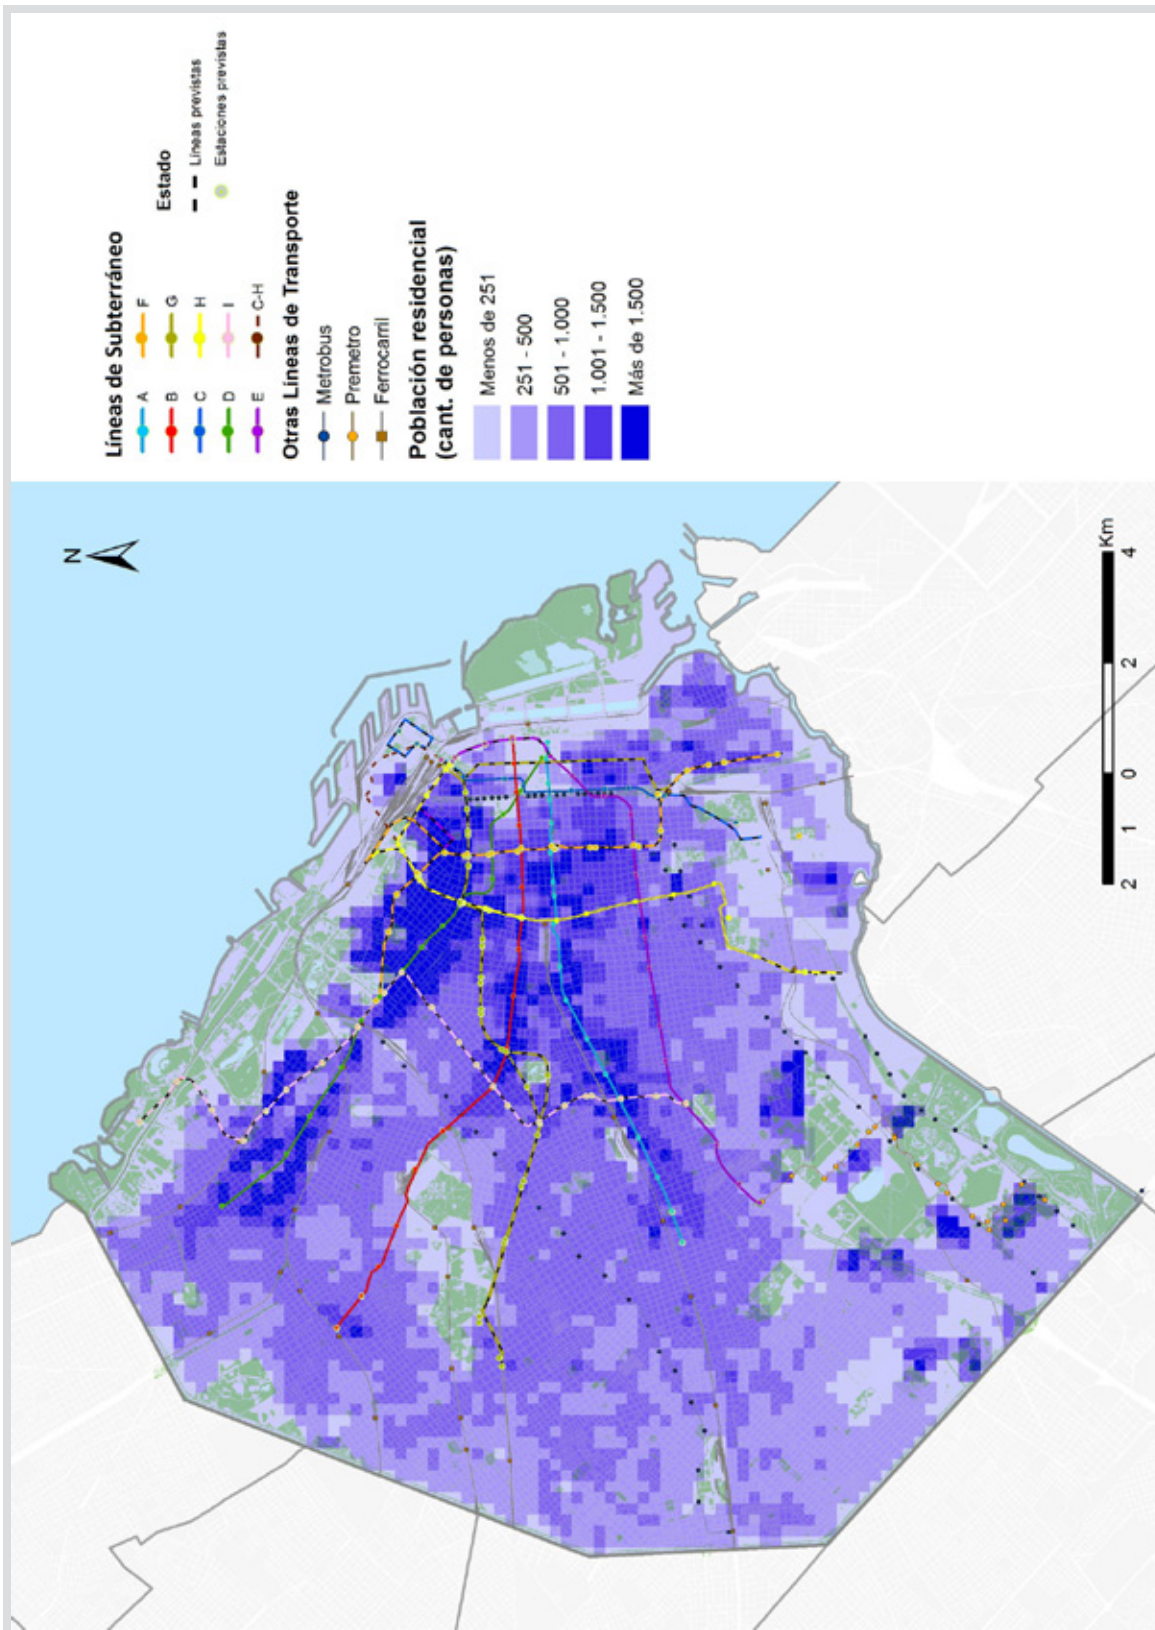 Líneas de Subterráneo
A
B
C
D
E
F
G
H
I
C-H
Estado
Líneas previstas
Estaciones previstas
Otras Líneas de Transporte
Metrobus
Premetro
Ferrocarril
Población residencial
(cant. de personas)
Menos de 251
251 - 500
501 - 1.000
1.001 - 1.500
Más de 1.500
N
2 1 0 2 4
Km